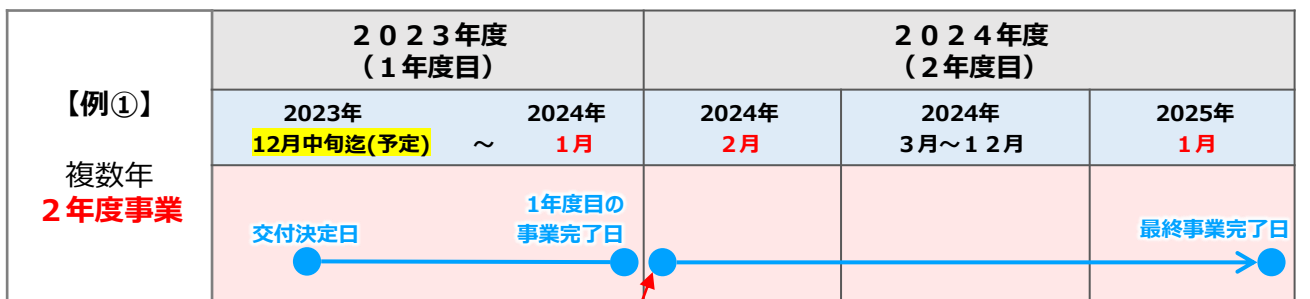 ２０２３年度
（１年度目）
２０２４年度
（２年度目）
【例①】
複数年
２年度事業
2023年
12月中旬迄(予定)
～
2024年
１月
2024年
２月
2024年
３月～１２月
2025年
１月
交付決定日
1年度目の
事業完了日
最終事業完了日